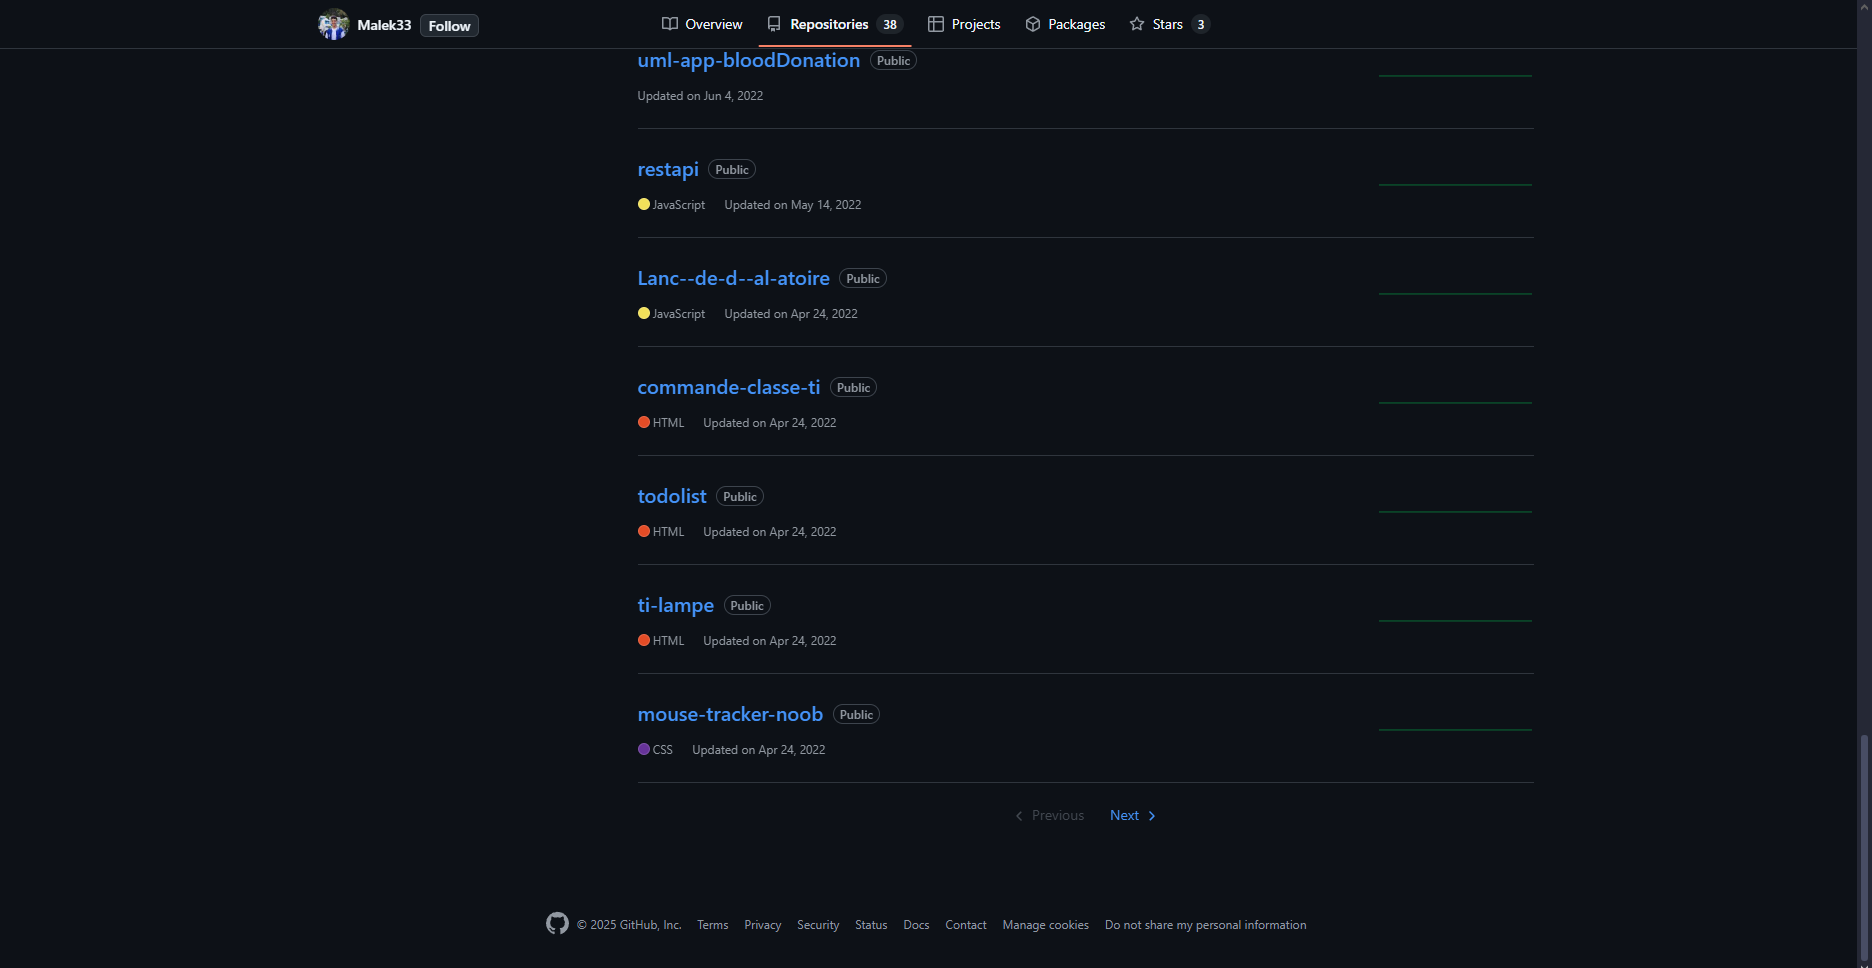 Malek33 Follow Overview Repositories 38 Projects Packages Stars 3
uml-app-bloodDonation Public
Updated on Jun 4, 2022
restapi Public
JavaScript Updated on May 14, 2022
Lanc--de-d--al-atoire Public
JavaScript Updated on Apr 24, 2022
commande-classe-ti Public
HTML Updated on Apr 24, 2022
todolist Public
HTML Updated on Apr 24, 2022
ti-lampe Public
HTML Updated on Apr 24, 2022
mouse-tracker-noob Public
CSS Updated on Apr 24, 2022
Previous Next
© 2025 GitHub, Inc. Terms Privacy Security Status Docs Contact Manage cookies Do not share my personal information